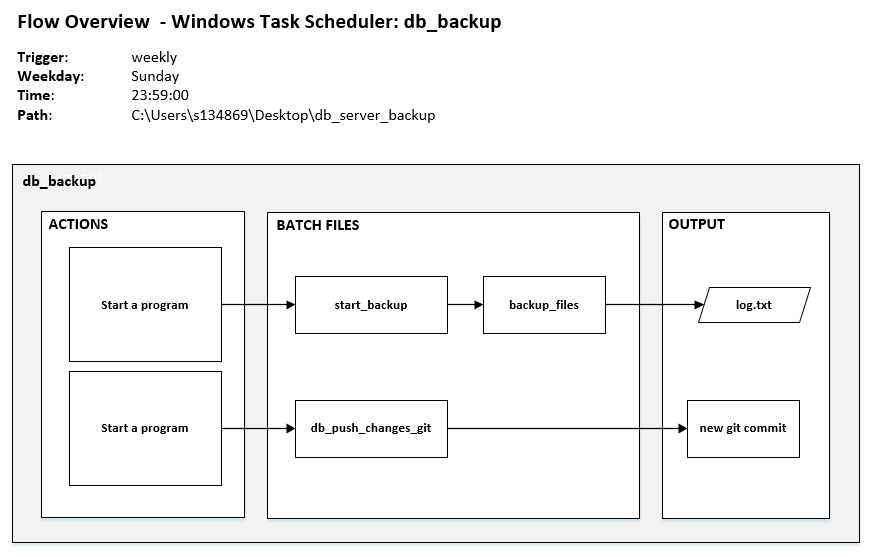 Flow Overview - Windows Task Scheduler: db_backup
Trigger: weekly
Weekday: Sunday
Time: 23:59:00
Path: C:\Users\s134869\Desktop\db_server_backup
db_backup
ACTIONS
BATCH FILES
OUTPUT
Start a program
start_backup
backup_files
log.txt
Start a program
db_push_changes_git
new git commit